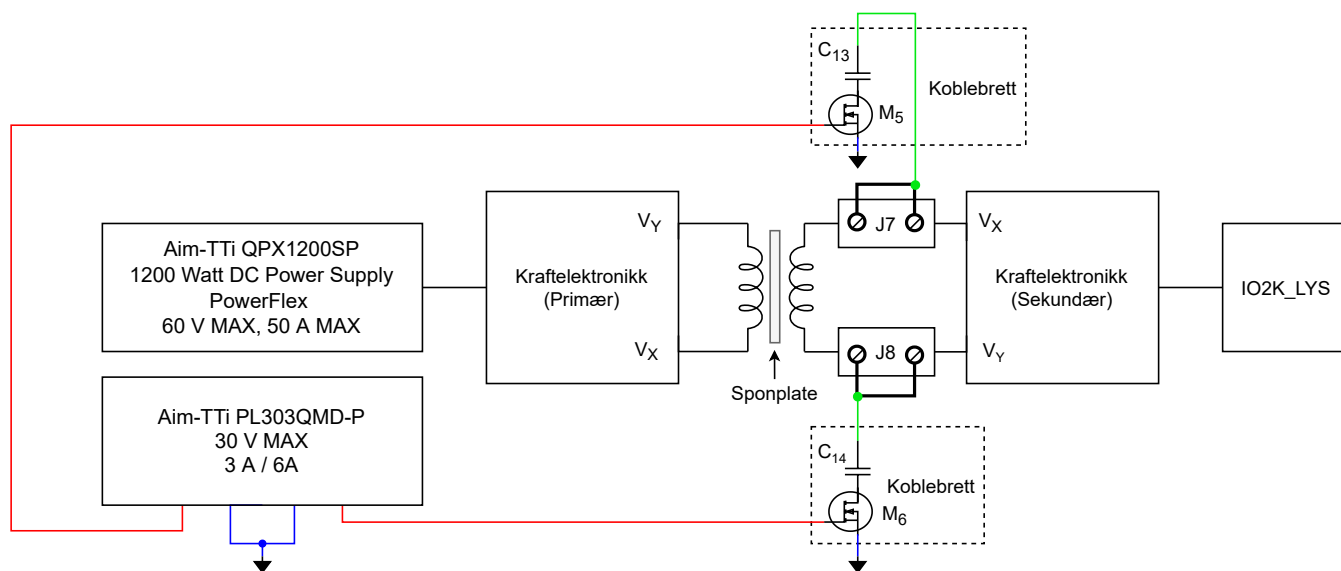 C13
Koblebrett
M5
Aim-TTi QPX1200SP
1200 Watt DC Power Supply
PowerFlex
60 V MAX, 50 A MAX
VY
Kraftelektronikk
(Primær)
VX
J7
VX
Kraftelektronikk
(Sekundær)
VY
IO2K_LYS
J8
Sponplate
Aim-TTi PL303QMD-P
30 V MAX
3 A / 6A
C14
Koblebrett
M6